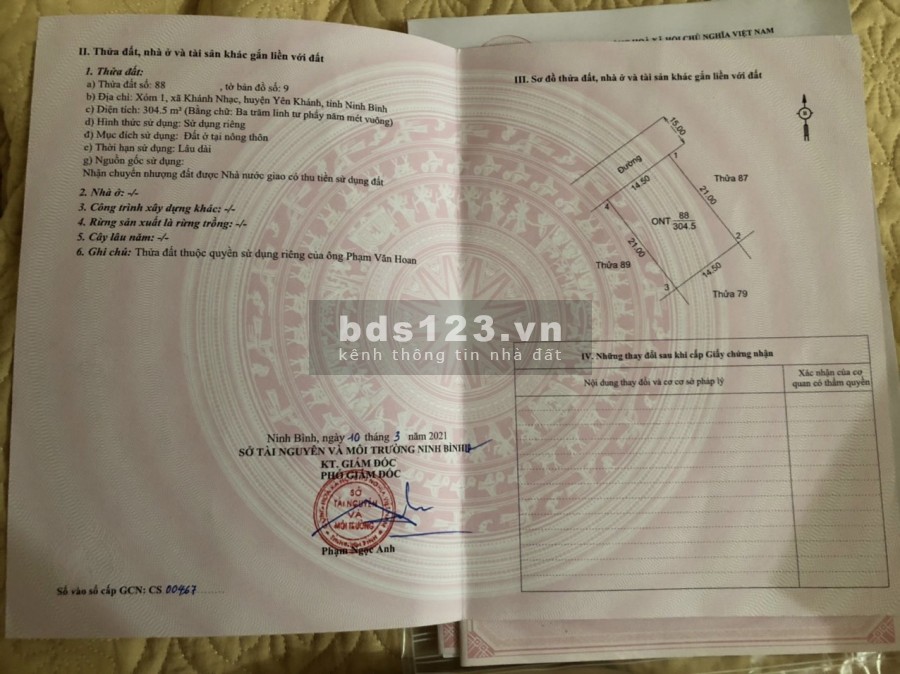 II. Thửa đất, nhà ở và tài sản khác gắn liền với đất
1. Thửa đất:
a) Thửa đất số: 88 , tờ bản đồ số: 9
b) Địa chỉ: Xóm 1, xã Khánh Nhạc, huyện Yên Khánh, tỉnh Ninh Bình
c) Diện tích: 304.5 m² (Bằng chữ: Ba trăm linh tư phẩy năm mét vuông)
d) Hình thức sử dụng: Sử dụng riêng
đ) Mục đích sử dụng: Đất ở tại nông thôn
e) Thời hạn sử dụng: Lâu dài
g) Nguồn gốc sử dụng:
Nhận chuyển nhượng đất được Nhà nước giao có thu tiền sử dụng đất
2. Nhà ở: -/-
3. Công trình xây dựng khác: -/-
4. Rừng sản xuất là rừng trồng: -/-
5. Cây lâu năm: -/-
6. Ghi chú: Thửa đất thuộc quyền sử dụng riêng của ông Phạm Văn Hoan
Ninh Bình, ngày 10 tháng 3 năm 2021
SỞ TÀI NGUYÊN VÀ MÔI TRƯỜNG NINH BÌNH
KT. GIÁM ĐỐC
PHÓ GIÁM ĐỐC
SỞ
TÀI NGUYÊN
VÀ
MÔI TRƯỜNG
Phạm Ngọc Anh
Số vào sổ cấp GCN: CS 00467
bds123.vn
kênh thông tin nhà đất
CHỦ NGHĨA VIỆT NAM
III. Sơ đồ thửa đất, nhà ở và tài sản khác gắn liền với đất
15.00
Đường
1
14.50
Thửa 87
21.00
4
ONT 88
304.5
2
21.00
14.50
Thửa 89
3
Thửa 79
IV. Những thay đổi sau khi cấp Giấy chứng nhận
Nội dung thay đổi và cơ cơ sở pháp lý
Xác nhận của cơ
quan có thẩm quyền